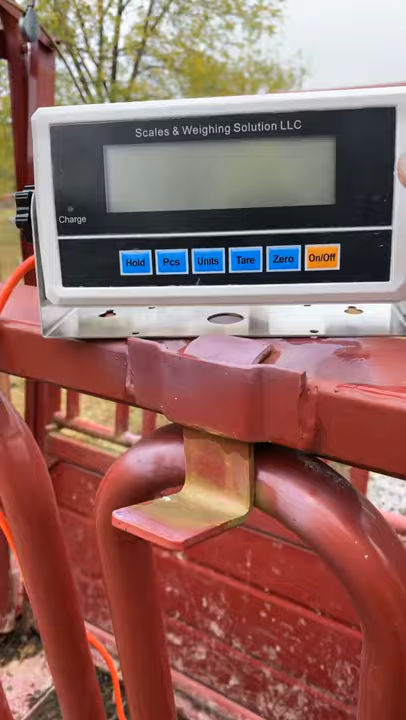 Scales & Weighing Solution LLC
Charge
Hold Pcs Units Tare Zero On/Off